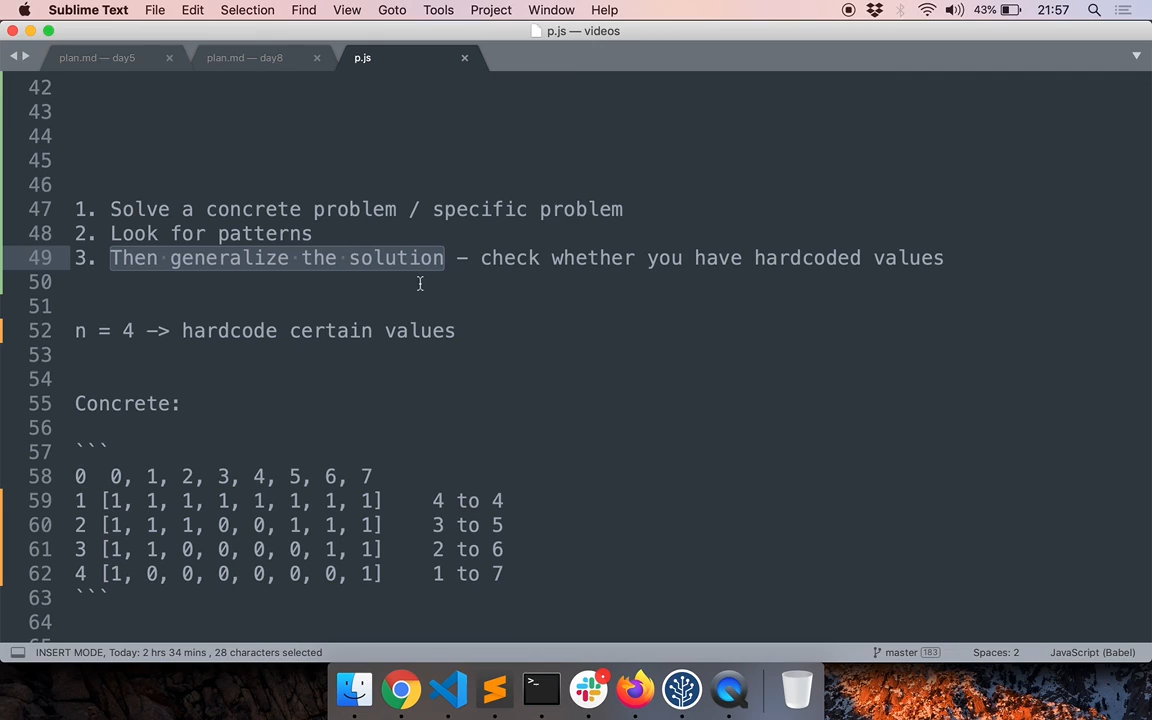 Sublime Text File Edit Selection Find View Goto Tools Project Window Help 43% 21:57
p.js — videos
plan.md — day5 plan.md — day8 p.js
42
43
44
45
46
47 1. Solve a concrete problem / specific problem
48 2. Look for patterns
49 3. Then generalize the solution — check whether you have hardcoded values
50
51
52 n = 4 —> hardcode certain values
53
54
55 Concrete:
56
57 ```
58 0 0, 1, 2, 3, 4, 5, 6, 7
59 1 [1, 1, 1, 1, 1, 1, 1, 1] 4 to 4
60 2 [1, 1, 1, 0, 0, 1, 1, 1] 3 to 5
61 3 [1, 1, 0, 0, 0, 0, 1, 1] 2 to 6
62 4 [1, 0, 0, 0, 0, 0, 0, 1] 1 to 7
63 ```
64
INSERT MODE, Today: 2 hrs 34 mins , 28 characters selected master 183 Spaces: 2 JavaScript (Babel)